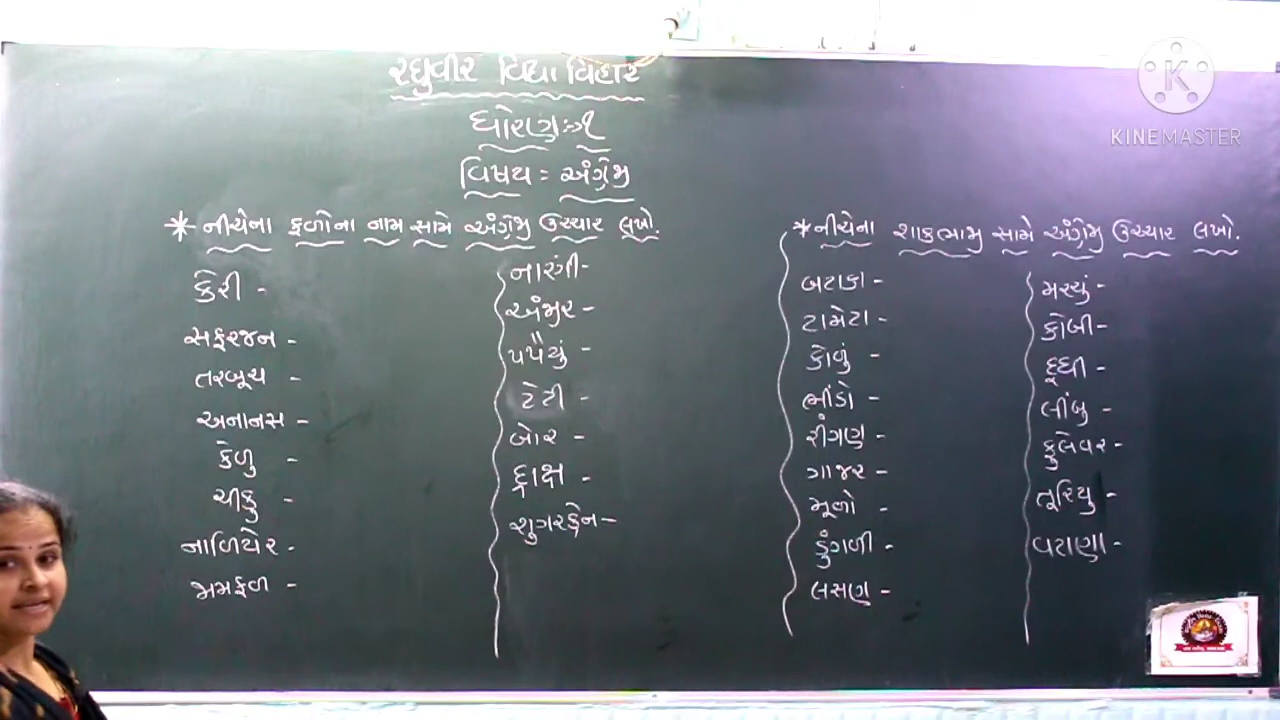 રઘુવીર વિદ્યા વિહાર
ધોરણ:-૧
વિષય = અંગ્રેજી
* નીચેના ફળોના નામ સામે અંગ્રેજી ઉચ્ચાર લખો.
કેરી -
સફરજન -
તરબૂચ -
અનાનસ -
કેળુ -
ચીકુ -
નાળિયેર -
જામફળ -
નારંગી -
અંજીર -
પપૈયું -
ટેટી -
બોર -
દ્રાક્ષ -
શુગરકેન -
* નીચેના શાકભાજી સામે અંગ્રેજી ઉચ્ચાર લખો.
બટાકા -
ટામેટા -
કોળું -
ભીંડો -
રીંગણ -
ગાજર -
મૂળો -
ડુંગળી -
લસણ -
મરચું -
કોબી -
દૂધી -
લીંબુ -
ફુલેવર -
તૂરિયુ -
વટાણા -
KINEMASTER